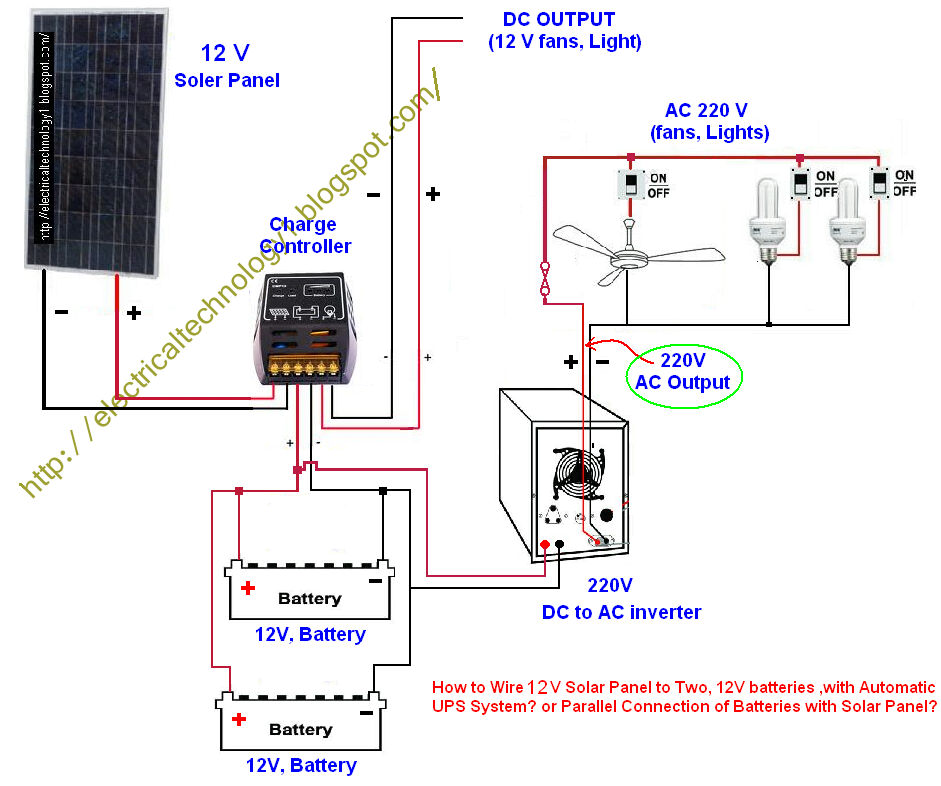 DC OUTPUT
(12 V fans, Light)
12 V
Soler Panel
http://electricaltechnology1.blogspot.com/
http://electricaltechnology1.blogspot.com/
AC 220 V
(fans, Lights)
ON
OFF
ON
OFF
ON
OFF
Charge
Controller
- +
- +
- +
+ -
220V
AC Output
+ -
220V
DC to AC inverter
+ -
Battery
12V, Battery
+ -
Battery
12V, Battery
How to Wire 12V Solar Panel to Two, 12V batteries ,with Automatic
UPS System? or Parallel Connection of Batteries with Solar Panel?